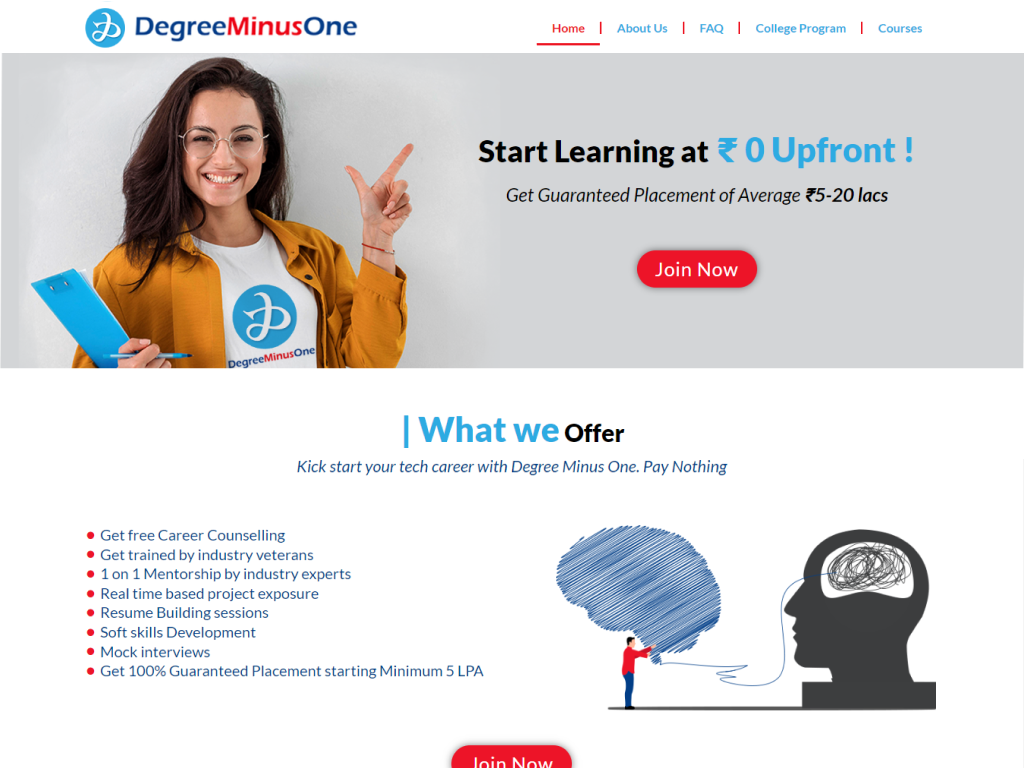 DegreeMinusOne
Home
About Us
FAQ
College Program
Courses
Start Learning at ₹ 0 Upfront !
Get Guaranteed Placement of Average ₹5-20 lacs
Join Now
DegreeMinusOne
| What we Offer
Kick start your tech career with Degree Minus One. Pay Nothing
Get free Career Counselling
Get trained by industry veterans
1 on 1 Mentorship by industry experts
Real time based project exposure
Resume Building sessions
Soft skills Development
Mock interviews
Get 100% Guaranteed Placement starting Minimum 5 LPA
Join Now